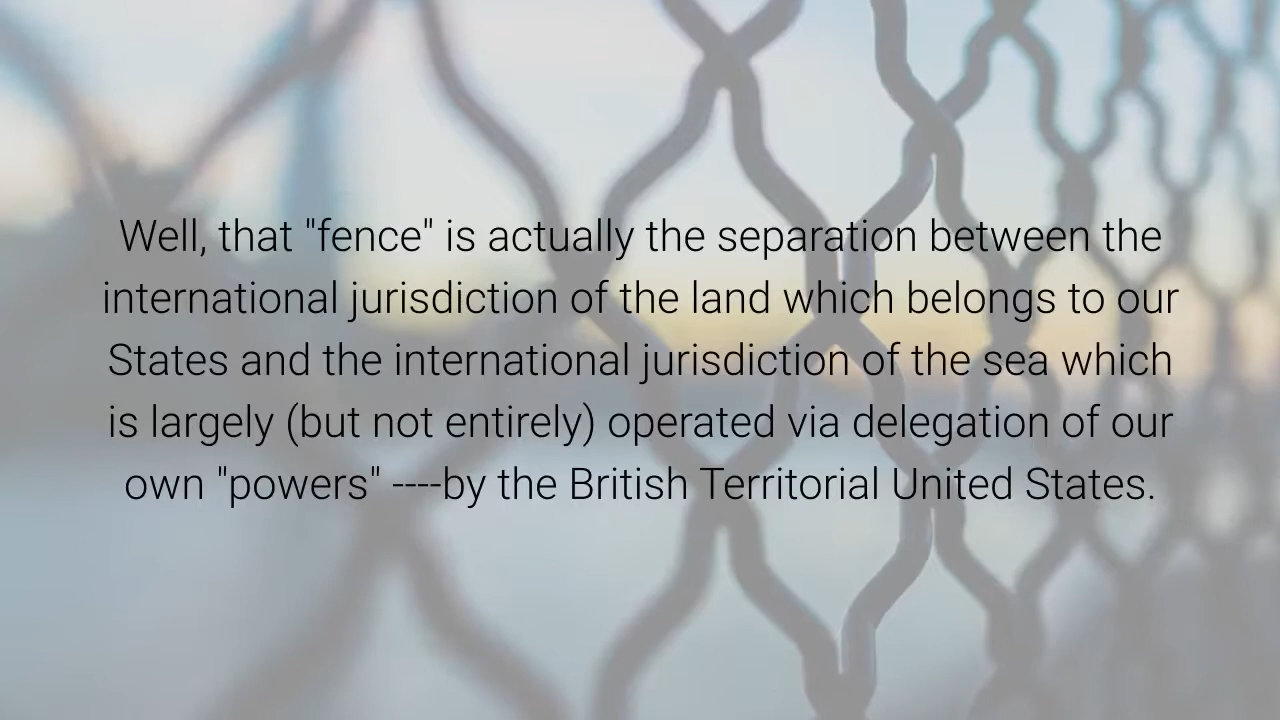 Well, that "fence" is actually the separation between the
international jurisdiction of the land which belongs to our
States and the international jurisdiction of the sea which
is largely (but not entirely) operated via delegation of our
own "powers" ----by the British Territorial United States.